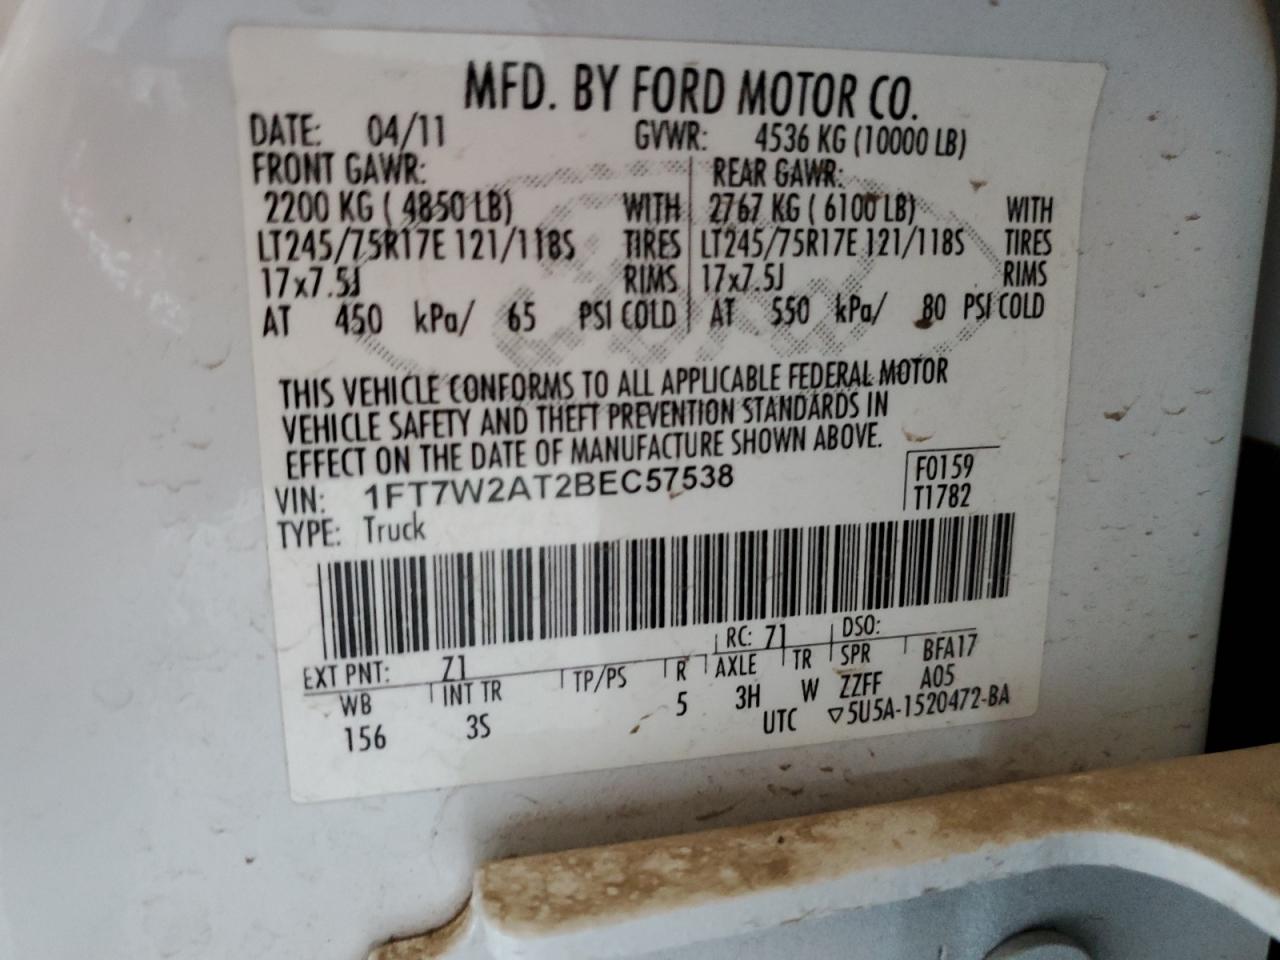 MFD. BY FORD MOTOR CO.
DATE: 04/11 GVWR: 4536 KG (10000 LB)
FRONT GAWR: REAR GAWR:
2200 KG ( 4850 LB) WITH 2767 KG ( 6100 LB) WITH
LT245/75R17E 121/118S TIRES LT245/75R17E 121/118S TIRES
17x7.5J RIMS 17x7.5J RIMS
AT 450 kPa/ 65 PSI COLD AT 550 kPa/ 80 PSI COLD
THIS VEHICLE CONFORMS TO ALL APPLICABLE FEDERAL MOTOR
VEHICLE SAFETY AND THEFT PREVENTION STANDARDS IN
EFFECT ON THE DATE OF MANUFACTURE SHOWN ABOVE.
VIN: 1FT7W2AT2BEC57538 F0159
TYPE: Truck T1782
EXT PNT: Z1 RC: 71 DSO:
WB INT TR TP/PS R AXLE TR SPR BFA17
156 3S 5 3H W ZZFF A05
UTC ▽5U5A-1520472-BA